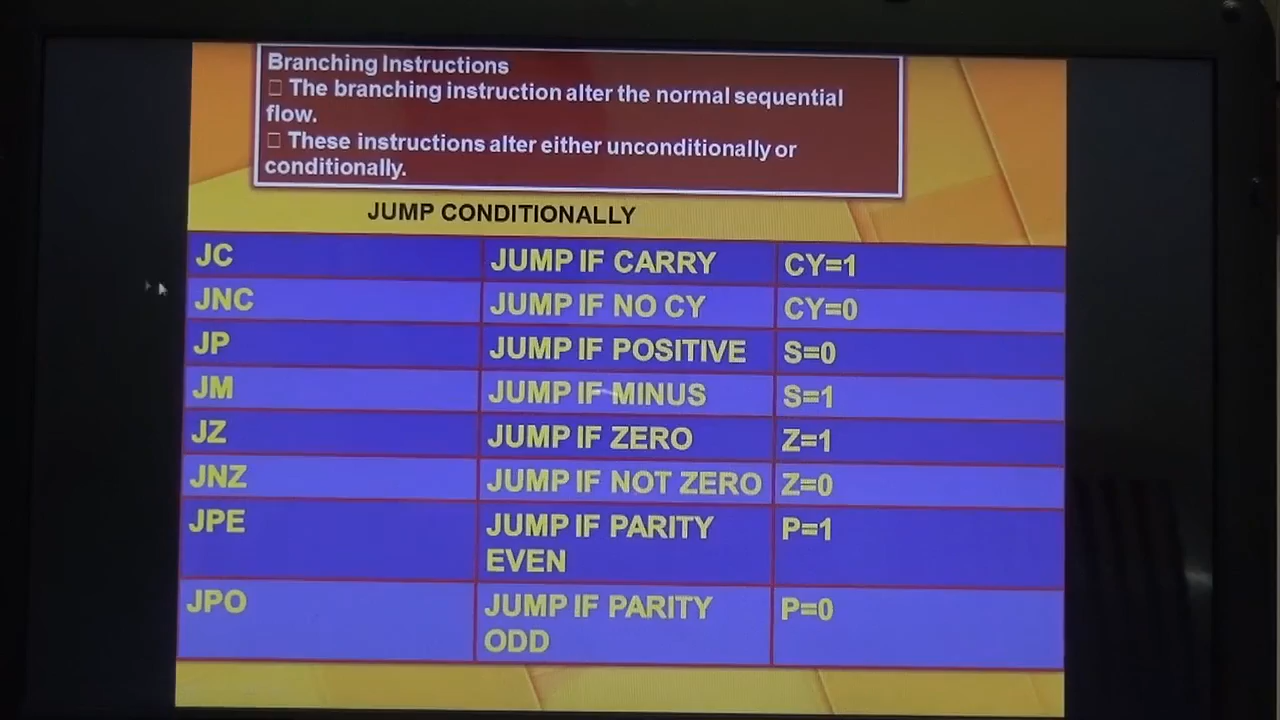 Branching Instructions
□ The branching instruction alter the normal sequential
flow.
□ These instructions alter either unconditionally or
conditionally.
JUMP CONDITIONALLY
JC JUMP IF CARRY CY=1
JNC JUMP IF NO CY CY=0
JP JUMP IF POSITIVE S=0
JM JUMP IF MINUS S=1
JZ JUMP IF ZERO Z=1
JNZ JUMP IF NOT ZERO Z=0
JPE JUMP IF PARITY P=1
EVEN
JPO JUMP IF PARITY P=0
ODD